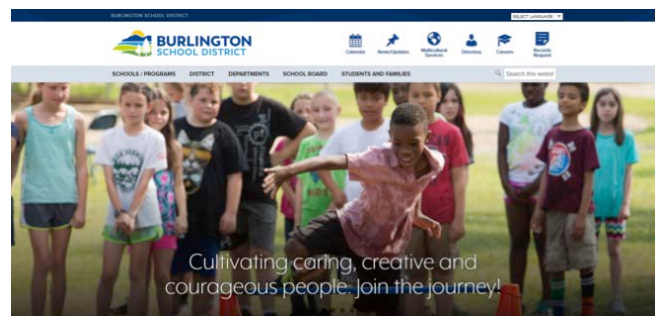 BURLINGTON SCHOOL DISTRICT
SELECT LANGUAGE
BURLINGTON
SCHOOL DISTRICT
Calendar
News/Updates
Multicultural
Services
Directory
Careers
Records
Request
SCHOOLS / PROGRAMS DISTRICT DEPARTMENTS SCHOOL BOARD STUDENTS AND FAMILIES
Search this websi
Cultivating caring, creative and
courageous people. Join the journey!